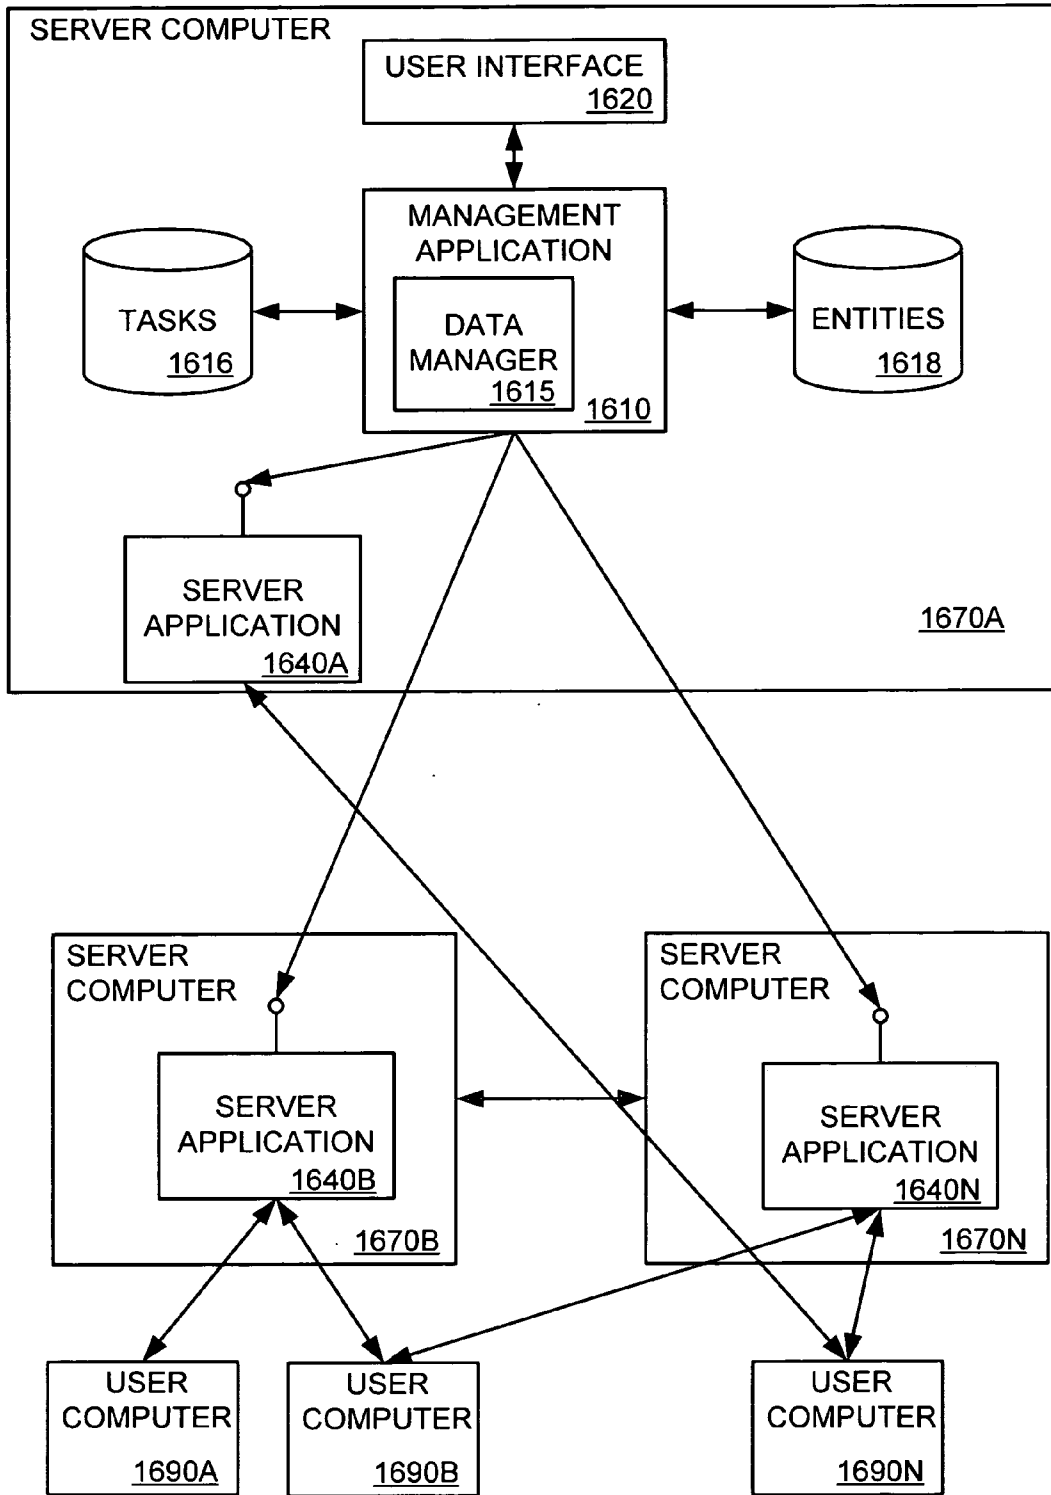 SERVER COMPUTER
USER INTERFACE
1620
MANAGEMENT
APPLICATION
TASKS
1616
DATA
MANAGER
1615
1610
ENTITIES
1618
SERVER
APPLICATION
1640A
1670A
SERVER
COMPUTER
SERVER
APPLICATION
1640B
1670B
SERVER
COMPUTER
SERVER
APPLICATION
1640N
1670N
USER
COMPUTER
1690A
USER
COMPUTER
1690B
USER
COMPUTER
1690N